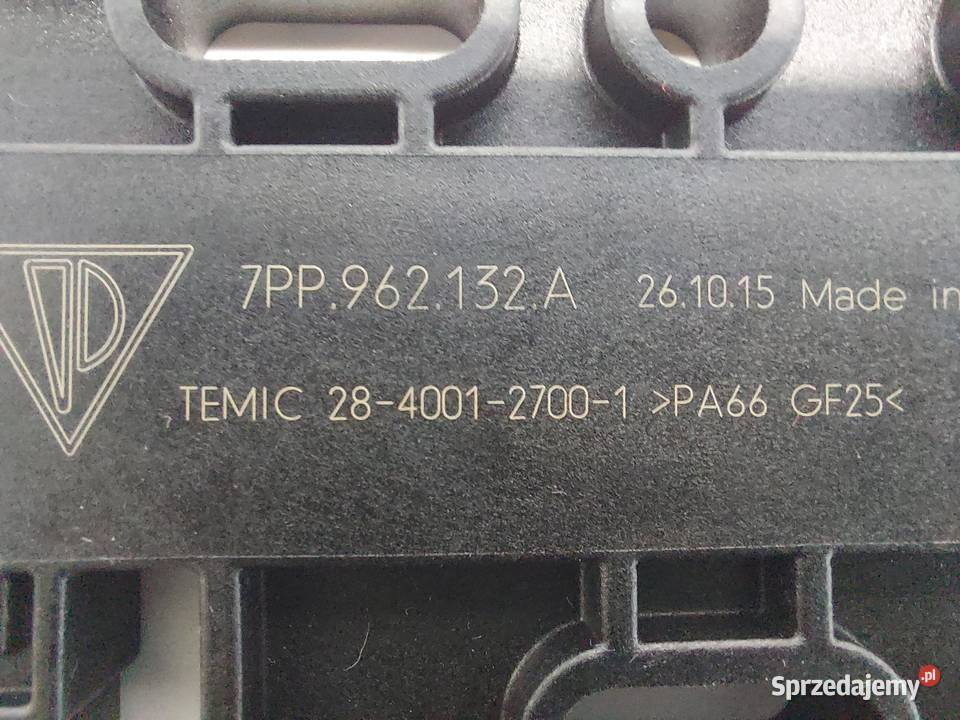 7PP.962.132.A 26.10.15 Made in
TEMIC 28-4001-2700-1 >PA66 GF25<
Sprzedajemy.pl